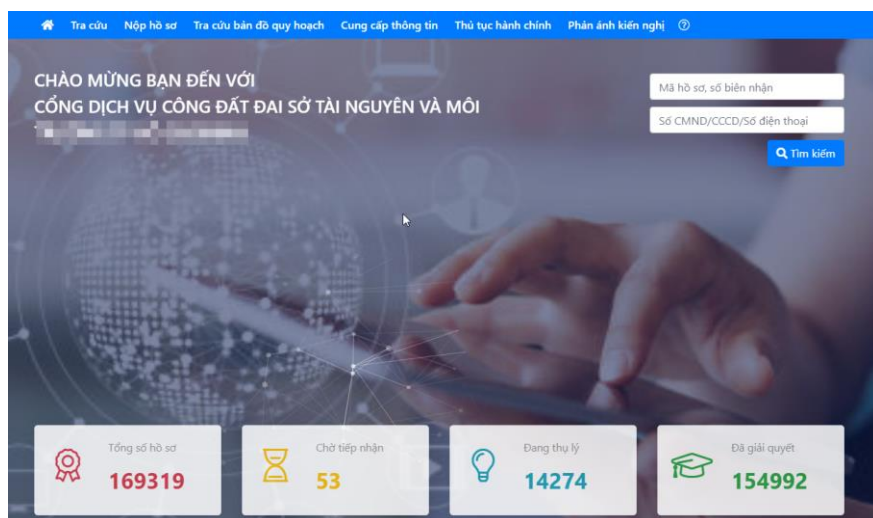 Tra cứu Nộp hồ sơ Tra cứu bản đồ quy hoạch Cung cấp thông tin Thủ tục hành chính Phản ánh kiến nghị
CHÀO MỪNG BẠN ĐẾN VỚI
CỔNG DỊCH VỤ CÔNG ĐẤT ĐAI SỞ TÀI NGUYÊN VÀ MÔI
Mã hồ sơ, số biên nhận
Số CMND/CCCD/Số điện thoại
Tìm kiếm
Tổng số hồ sơ
169319
Chờ tiếp nhận
53
Đang thụ lý
14274
Đã giải quyết
154992